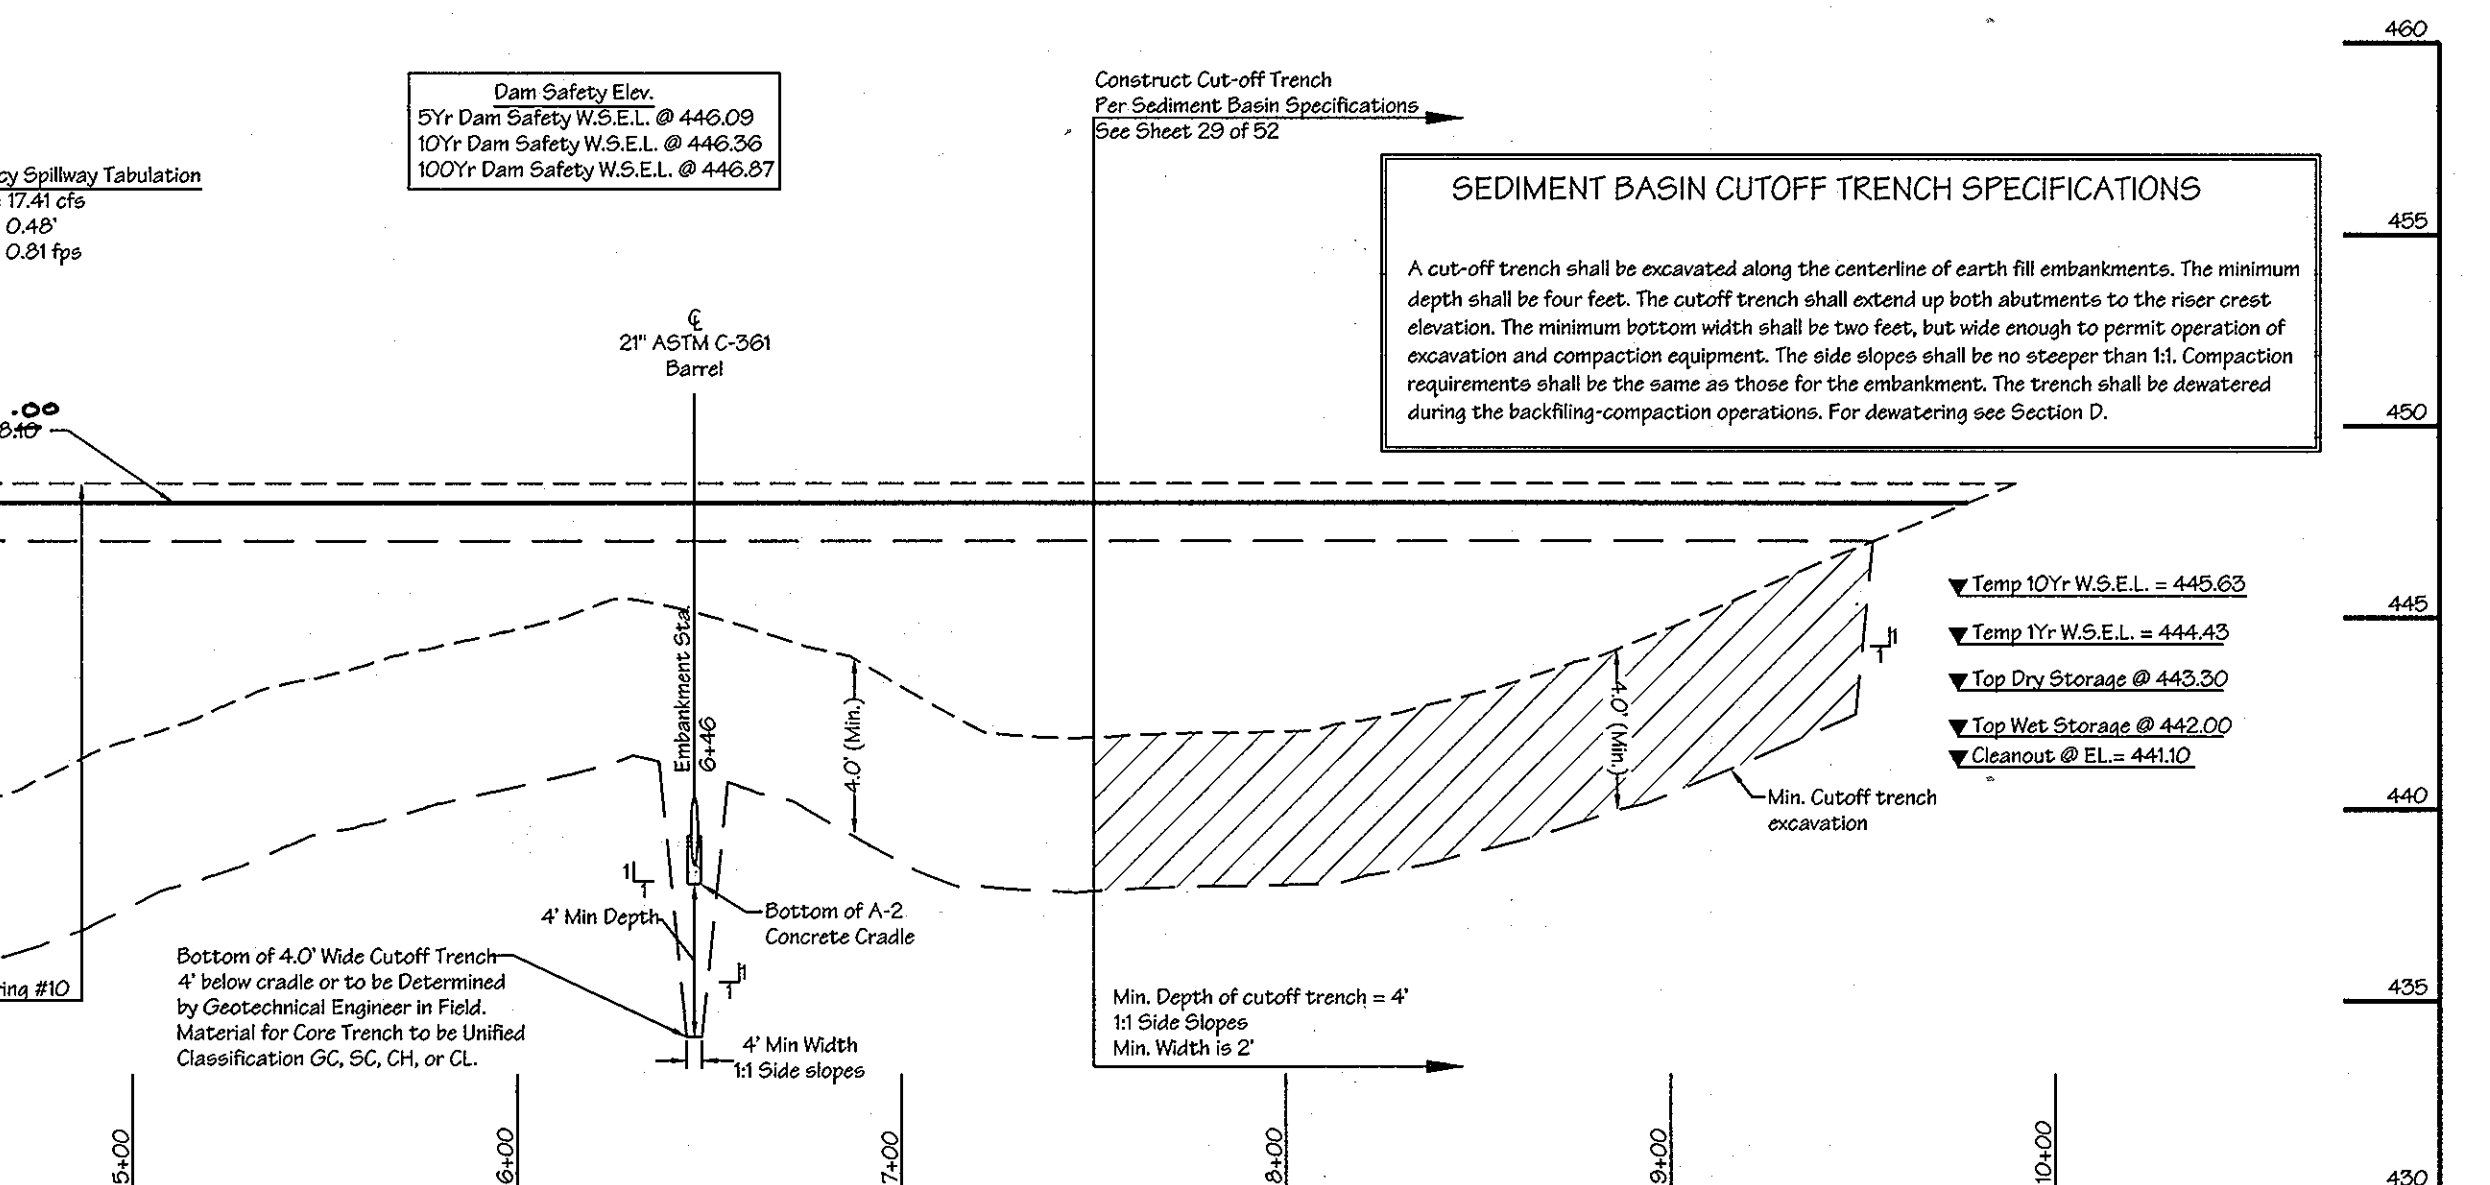 460
Dam Safety Elev.
5Yr Dam Safety W.S.E.L. @ 446.09
10Yr Dam Safety W.S.E.L. @ 446.36
100Yr Dam Safety W.S.E.L. @ 446.87
Construct Cut-off Trench
Per Sediment Basin Specifications
See Sheet 29 of 52
cy Spillway Tabulation
= 17.41 cfs
0.48'
0.81 fps
SEDIMENT BASIN CUTOFF TRENCH SPECIFICATIONS
A cut-off trench shall be excavated along the centerline of earth fill embankments. The minimum
depth shall be four feet. The cutoff trench shall extend up both abutments to the riser crest
elevation. The minimum bottom width shall be two feet, but wide enough to permit operation of
excavation and compaction equipment. The side slopes shall be no steeper than 1:1. Compaction
requirements shall be the same as those for the embankment. The trench shall be dewatered
during the backfiling-compaction operations. For dewatering see Section D.
455
450
℄
21" ASTM C-361
Barrel
.00
8.10
Embankment Sta.
6+46
4.0' (Min.)
4.0' (Min.)
Temp 10Yr W.S.E.L. = 445.63
445
Temp 1Yr W.S.E.L. = 444.43
Top Dry Storage @ 443.30
Top Wet Storage @ 442.00
Cleanout @ EL.= 441.10
1
1
440
Min. Cutoff trench
excavation
1
1
4' Min Depth
Bottom of A-2
Concrete Cradle
Bottom of 4.0' Wide Cutoff Trench
4' below cradle or to be Determined
by Geotechnical Engineer in Field.
Material for Core Trench to be Unified
Classification GC, SC, CH, or CL.
1
1
ring #10
4' Min Width
1:1 Side slopes
Min. Depth of cutoff trench = 4'
1:1 Side Slopes
Min. Width is 2'
435
5+00
6+00
7+00
8+00
9+00
10+00
430